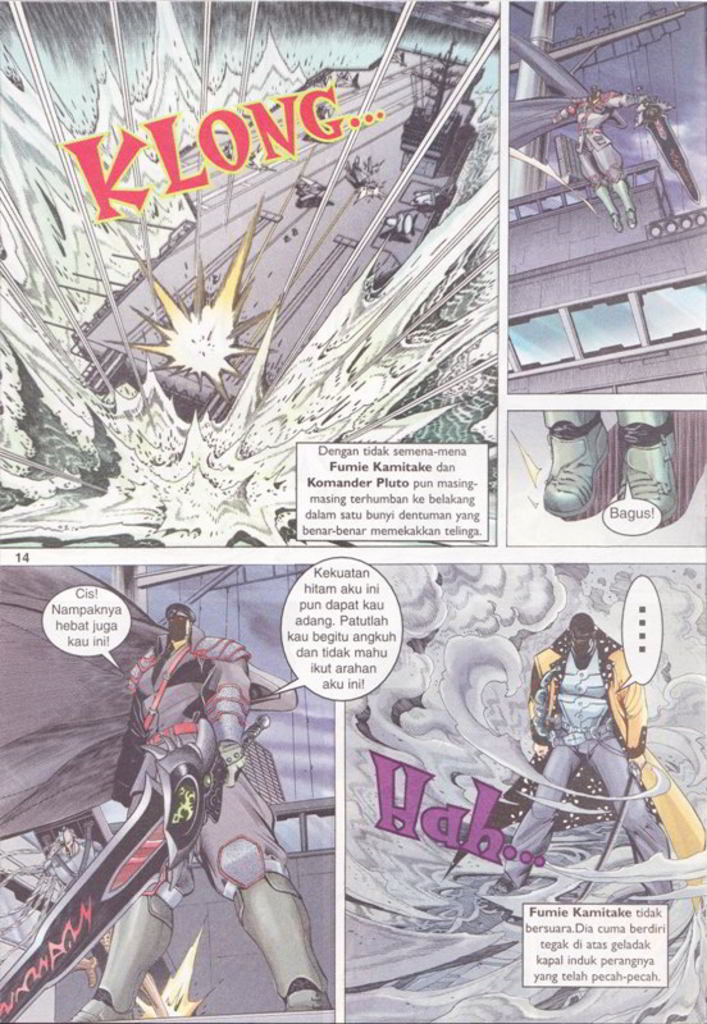 KLONG...
Dengan tidak semena-mena
Fumie Kamitake dan
Komander Pluto pun masing-
masing terhumban ke belakang
dalam satu bunyi dentuman yang
benar-benar memekakkan telinga.
Bagus!
14
Cis!
Nampaknya
hebat juga
kau ini!
Kekuatan
hitam aku ini
pun dapat kau
adang. Patutlah
kau begitu angkuh
dan tidak mahu
ikut arahan
aku ini!
....
Hah...
Fumie Kamitake tidak
bersuara.Dia cuma berdiri
tegak di atas geladak
kapal induk perangnya
yang telah pecah-pecah.